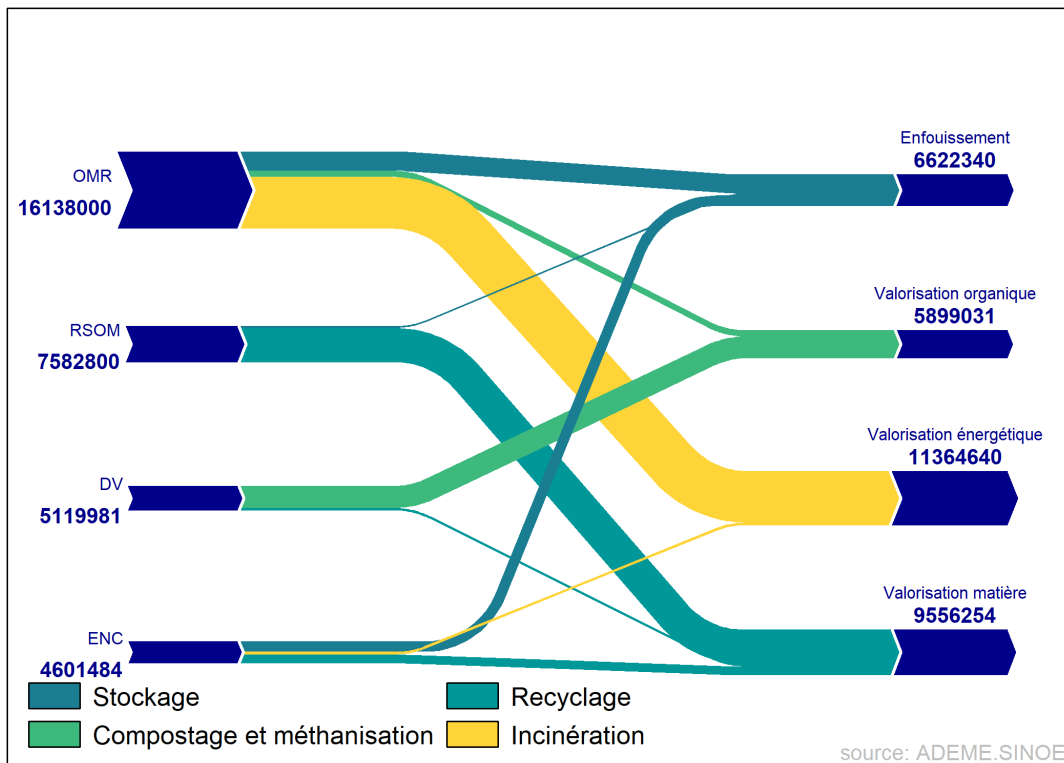 OMR
16138000
RSOM
7582800
DV
5119981
ENC
4601484
Enfouissement
6622340
Valorisation organique
5899031
Valorisation énergétique
11364640
Valorisation matière
9556254
Stockage
Recyclage
Compostage et méthanisation
Incinération
source: ADEME.SINOE